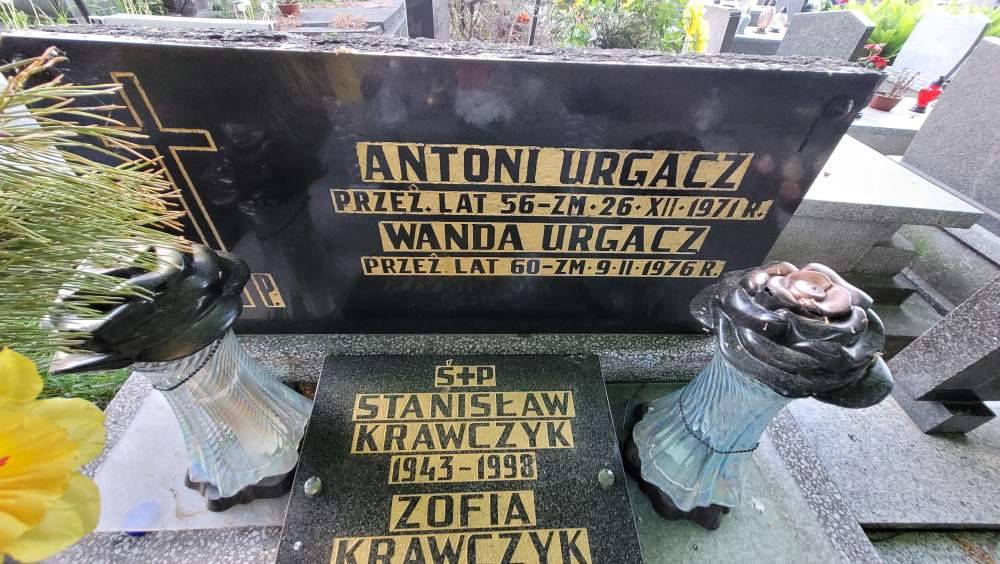 ANTONI URGACZ
PRZEŻ. LAT 56-ZM·26·XII·1971 R.
WANDA URGACZ
PRZEŻ. LAT 60-ZM·9·II·1976 R.
P.
Ś+P
STANISŁAW
KRAWCZYK
1943-1998
ZOFIA
KRAWCZYK